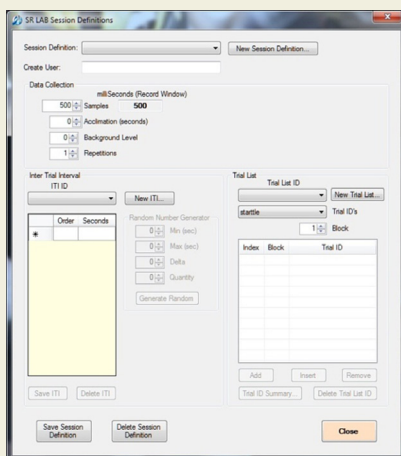 SR LAB Session Definitions
Session Definition:
New Session Definition...
Create User:
Data Collection
milliSeconds (Record Window)
500 Samples 500
0 Acclimation (seconds)
0 Background Level
1 Repetitions
Inter Trial Interval
ITI ID
New ITI...
Order Seconds
Random Number Generator
0 Min (sec)
0 Max (sec)
0 Delta
0 Quantity
Generate Random
Save ITI Delete ITI
Trial List
Trial List ID
New Trial List...
startle Trial ID's
1 Block
Index Block Trial ID
Add Insert Remove
Trial ID Summary... Delete Trial List ID
Save Session Definition
Delete Session Definition
Close